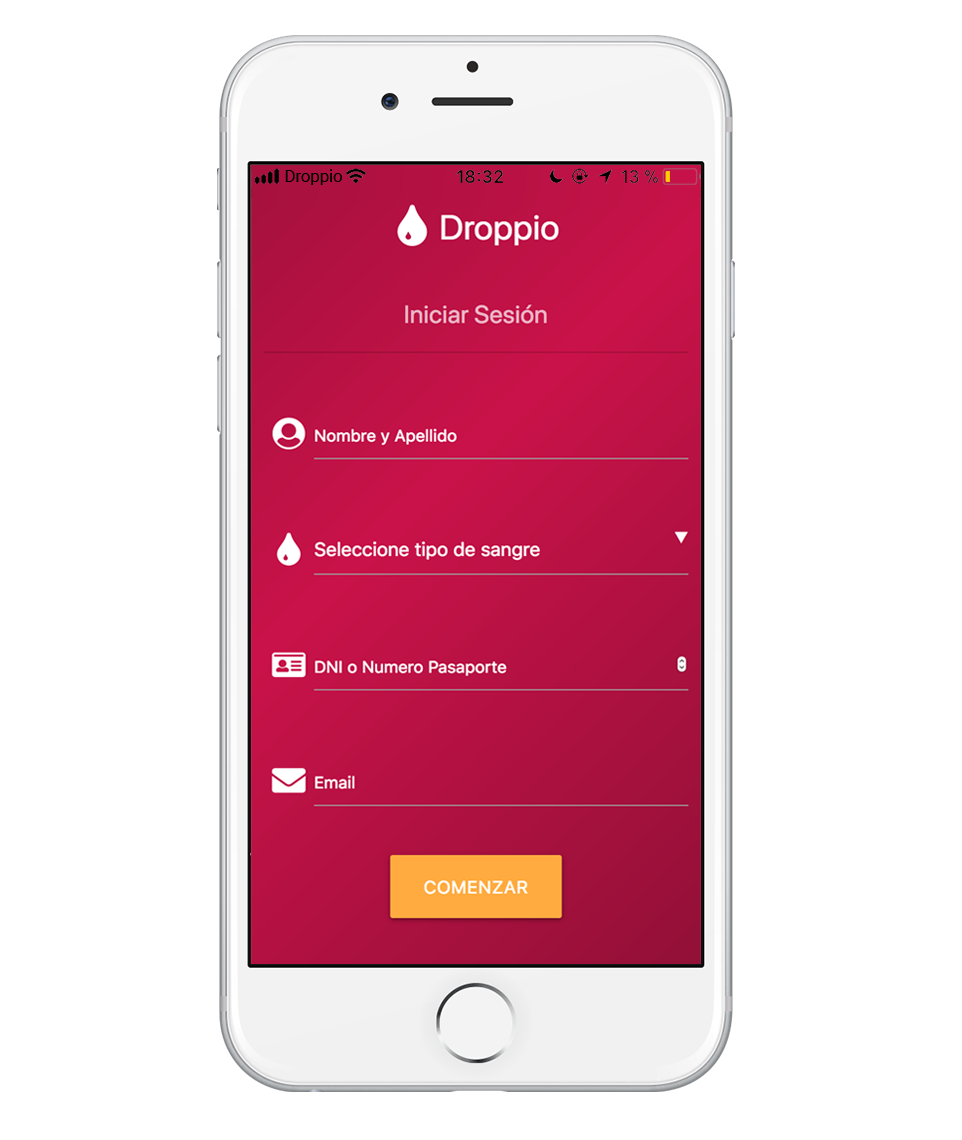 Droppio 18:32 13 %
Droppio
Iniciar Sesión
Nombre y Apellido
Seleccione tipo de sangre
DNI o Numero Pasaporte
Email
COMENZAR